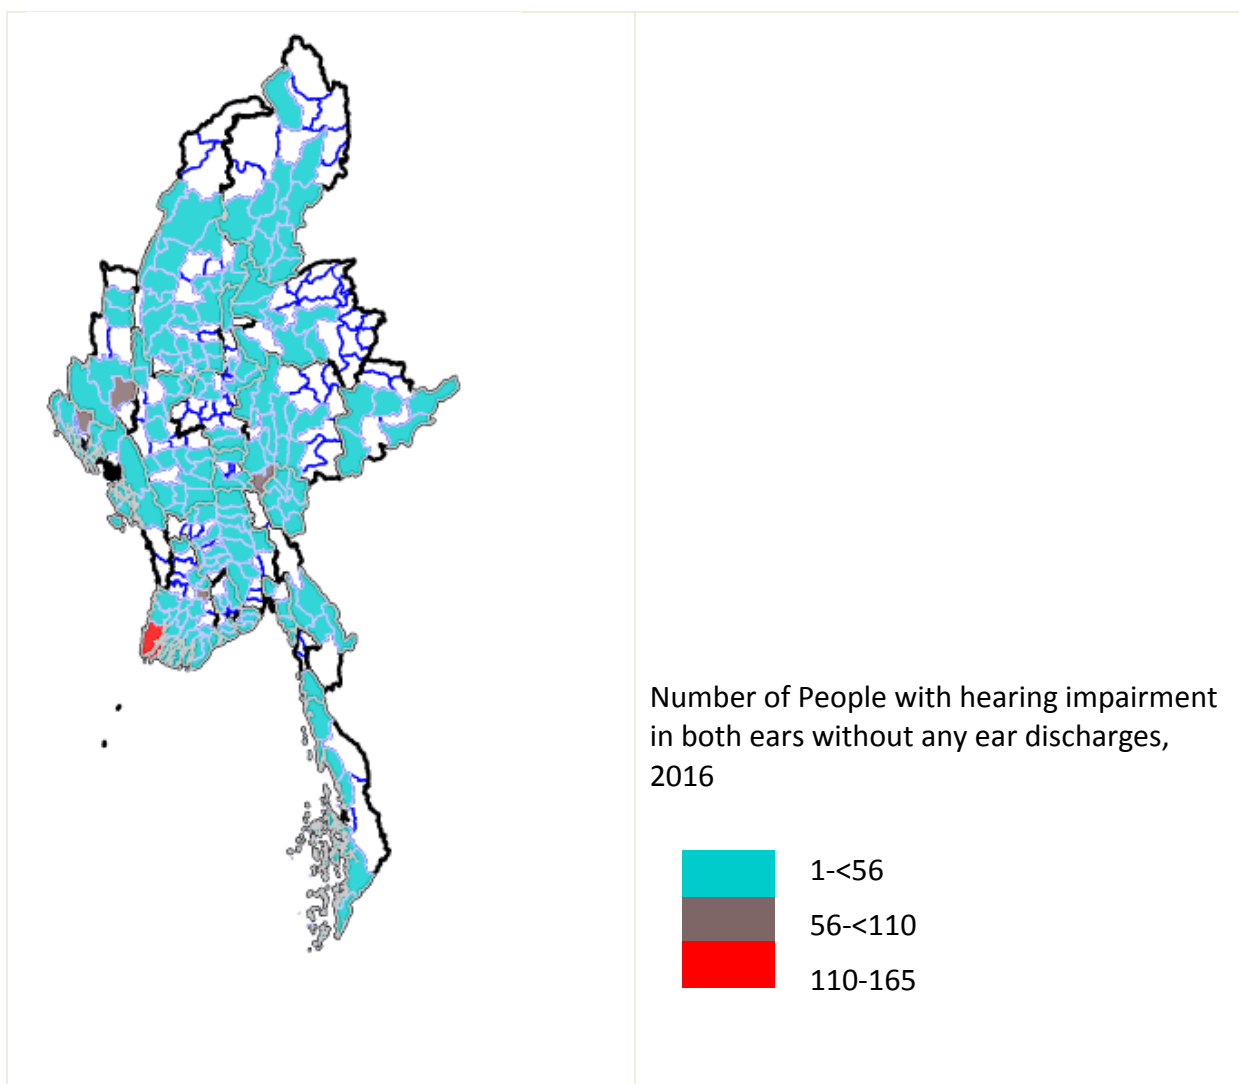 Number of People with hearing impairment
in both ears without any ear discharges,
2016
1-<56
56-<110
110-165